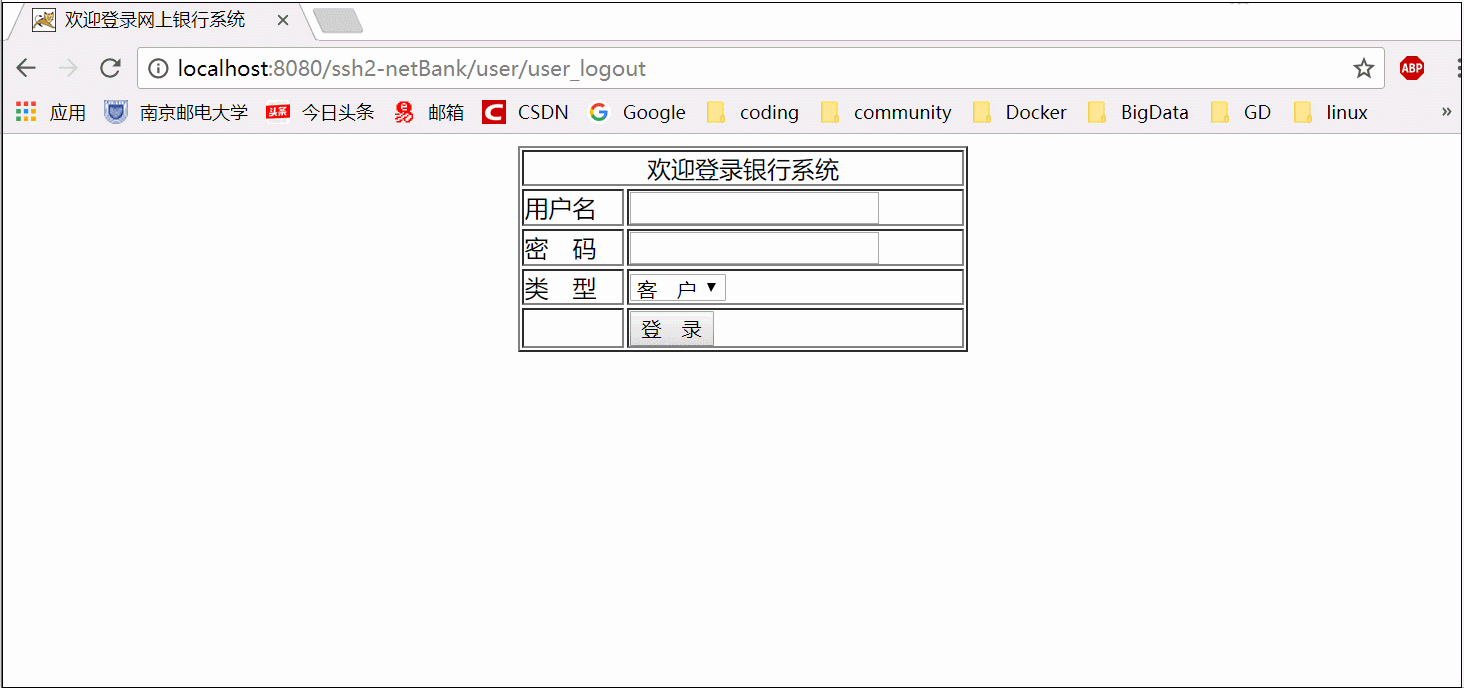 欢迎登录网上银行系统
localhost:8080/ssh2-netBank/user/user_logout
ABP
应用 南京邮电大学 头条 今日头条 易 邮箱 C CSDN G Google coding community Docker BigData GD linux »
欢迎登录银行系统
用户名
密 码
类 型 客 户
登 录